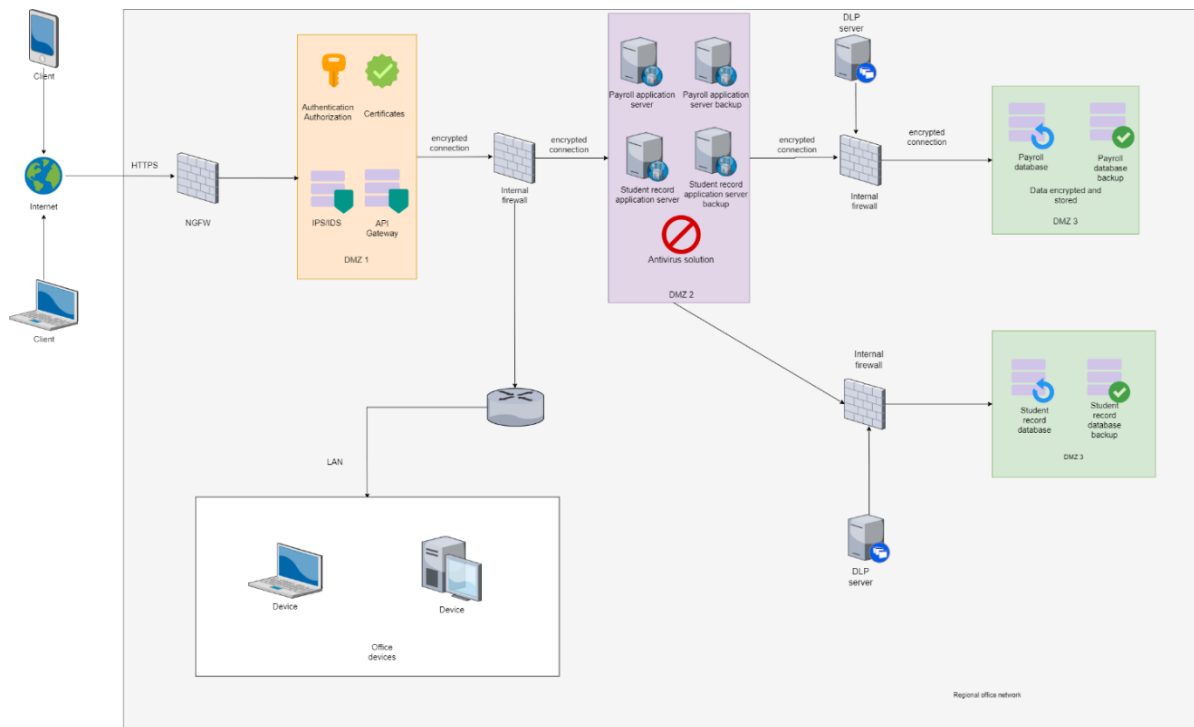 DLP
server
Client
Authentication
Authorization
Certificates
Payroll application
server
Payroll application
server backup
encrypted
connection
encrypted
connection
encrypted
connection
encrypted
connection
HTTPS
Internet
NGFW
Internal
firewall
Student record
application server
Student record
application server
backup
Internal
firewall
Payroll
database
Payroll
database
backup
Data encrypted and
stored
DMZ 3
IPS/IDS
API
Gateway
DMZ 1
Antivirus solution
DMZ 2
Client
Internal
firewall
Student
record
database
Student
record
database
backup
DMZ 3
LAN
DLP
server
Device
Device
Office
devices
Regional office network